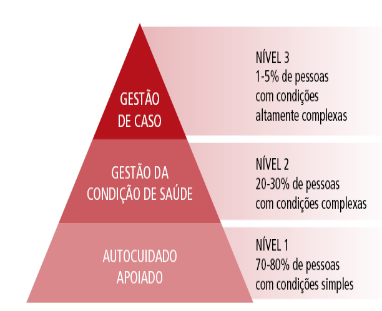 GESTÃO
DE CASO
NÍVEL 3
1-5% de pessoas
com condições
altamente complexas
GESTÃO DA
CONDIÇÃO DE SAÚDE
NÍVEL 2
20-30% de pessoas
com condições complexas
AUTOCUIDADO
APOIADO
NÍVEL 1
70-80% de pessoas
com condições simples